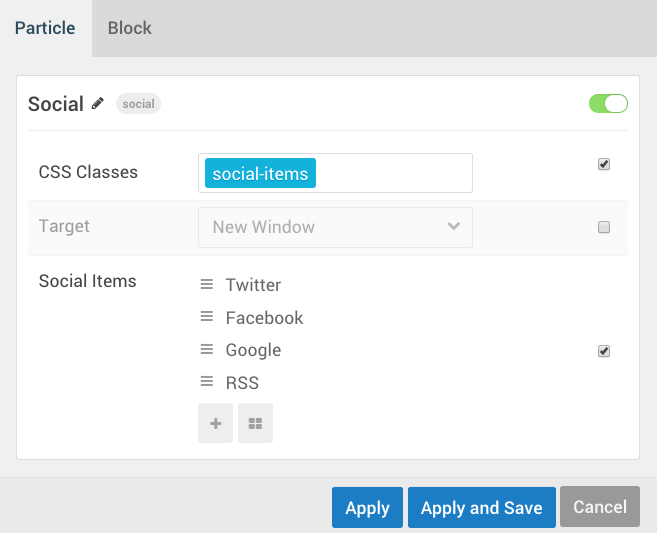 Particle Block
Social social
CSS Classes social-items
Target New Window
Social Items Twitter
Facebook
Google
RSS
Apply Apply and Save Cancel